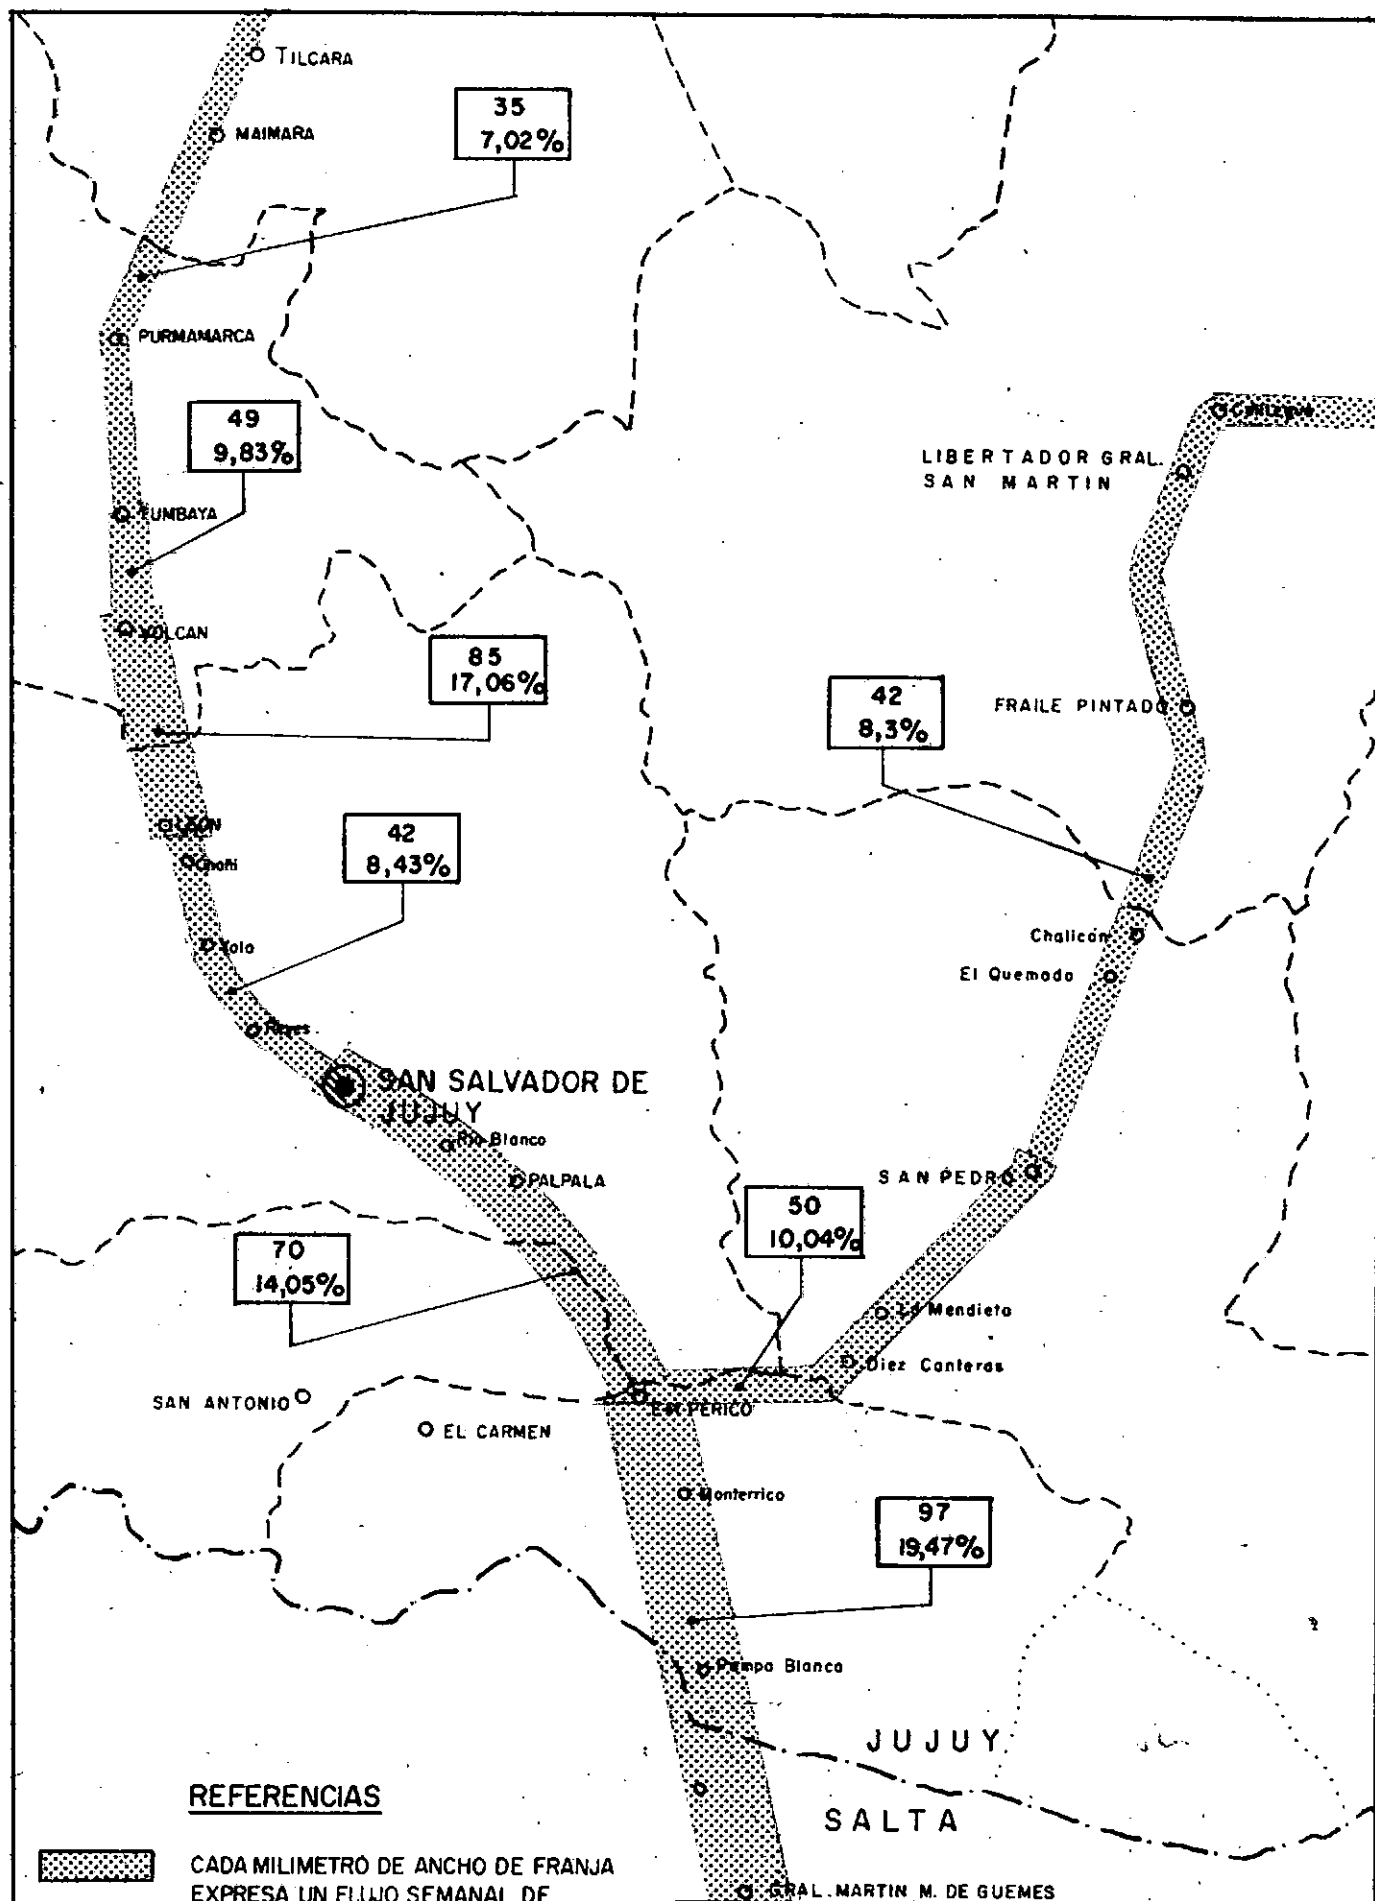 TILCARA
35
7,02%
MAIMARA
PURMAMARCA
49
9,83%
LIBERTADOR GRAL.
SAN MARTIN
TUMBAYA
VOLCAN
85
17,06%
42
8,3%
FRAILE PINTADO
LEON
42
8,43%
Chañi
Yala
Chalican
El Quemado
Reyes
SAN SALVADOR DE
JUJUY
Rio Blanco
PALPALA
SAN PEDRO
50
10,04%
70
14,05%
La Mendieta
Diez Canteras
SAN ANTONIO
PERICO
EL CARMEN
Monterrico
97
19,47%
Pampa Blanca
JUJUY
SALTA
REFERENCIAS
CADA MILIMETRO DE ANCHO DE FRANJA
EXPRESA UN FLUJO SEMANAL DE
GRAL. MARTIN M. DE GUEMES